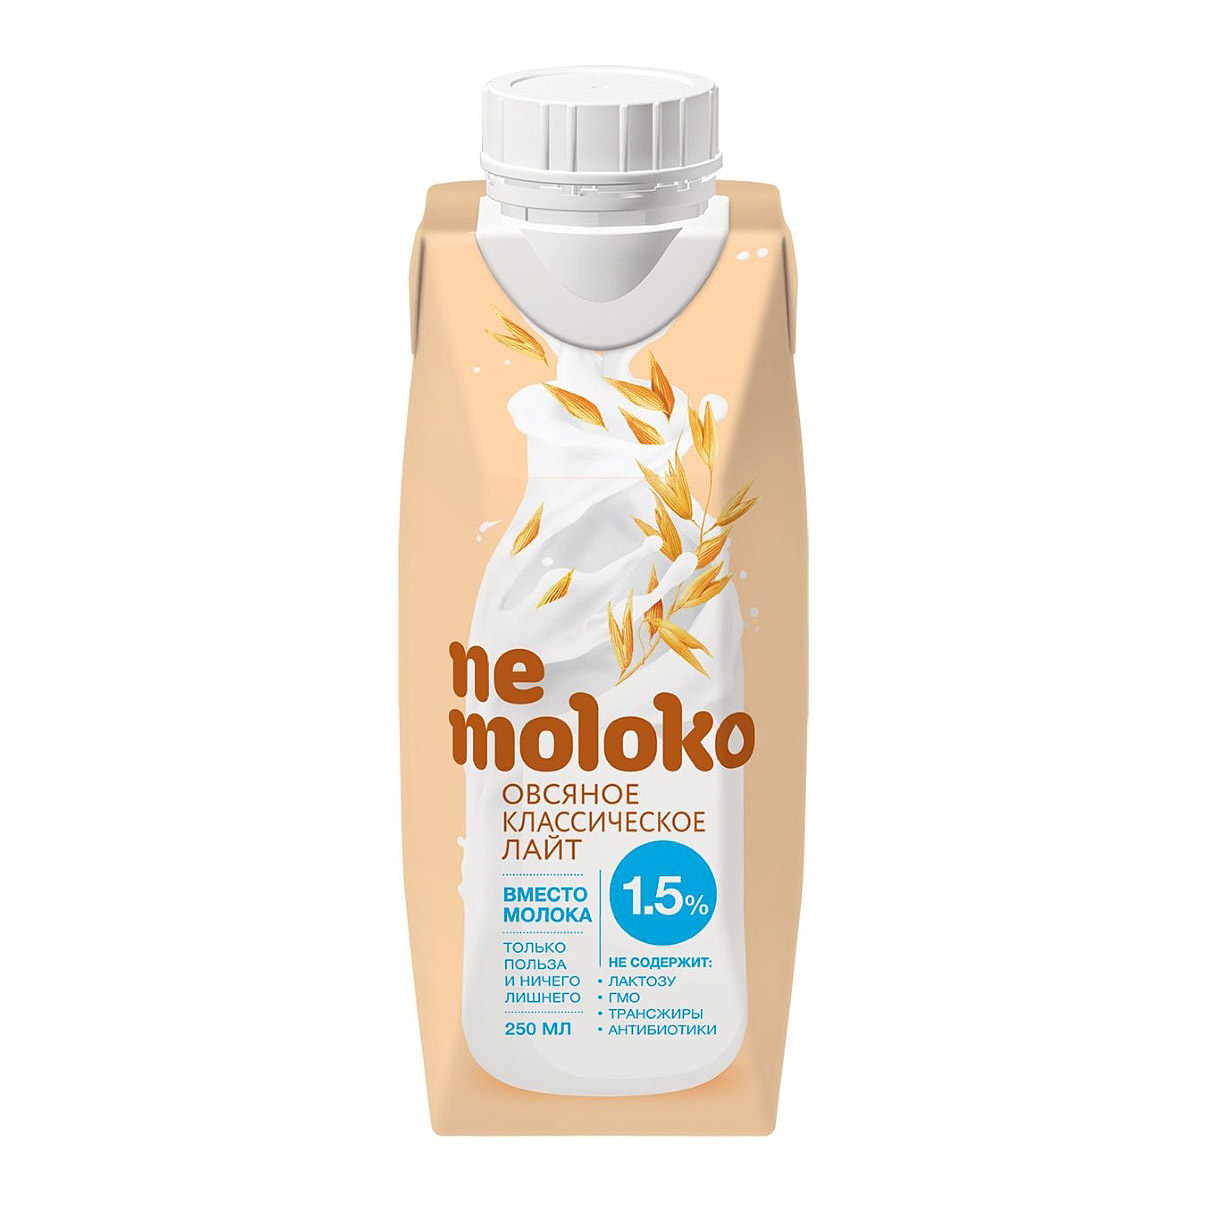 ne
moloko
ОВСЯНОЕ
КЛАССИЧЕСКОЕ
ЛАЙТ
ВМЕСТО
МОЛОКА
ТОЛЬКО
ПОЛЬЗА
И НИЧЕГО
ЛИШНЕГО
250 МЛ
1.5%
НЕ СОДЕРЖИТ:
• ЛАКТОЗУ
• ГМО
• ТРАНСЖИРЫ
• АНТИБИОТИКИ